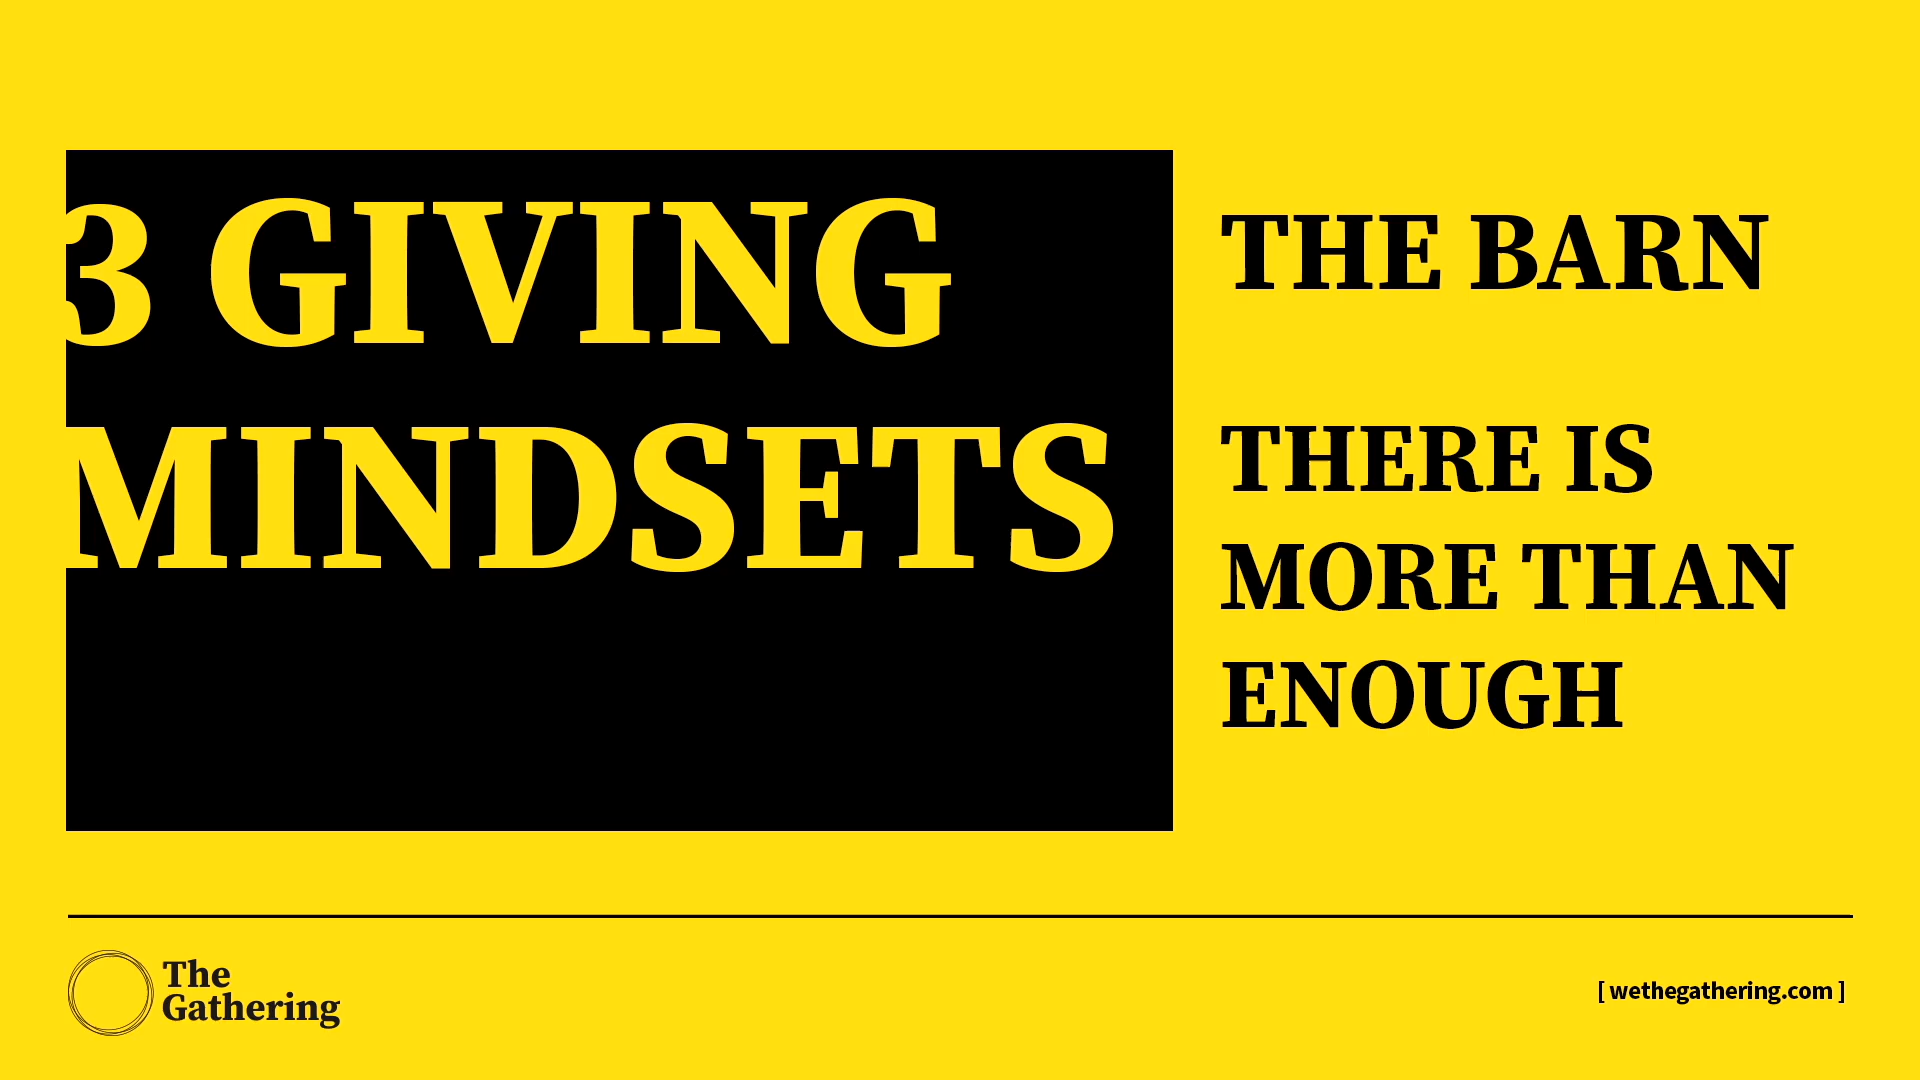 3 GIVING
MINDSETS
THE BARN
THERE IS
MORE THAN
ENOUGH
The
Gathering
[ wethegathering.com ]